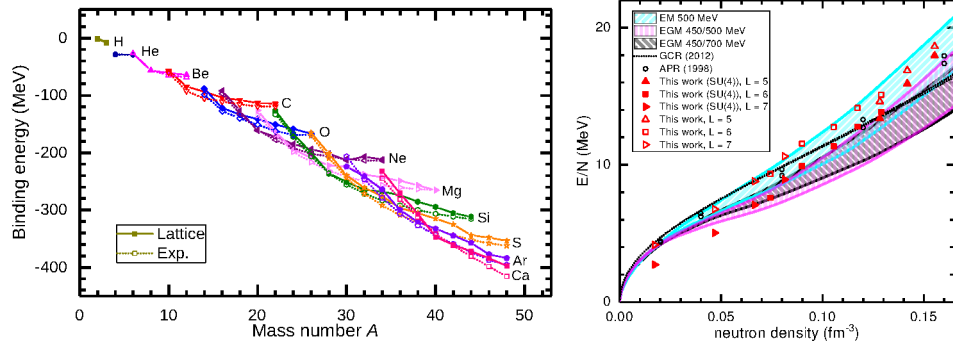 Binding energy (MeV)
0
-100
-200
-300
-400
H
He
Be
C
O
Ne
Mg
Si
S
Ar
Ca
Lattice
Exp.
0 10 20 30 40 50
Mass number A
E/N (MeV)
20
10
0
EM 500 MeV
EGM 450/500 MeV
EGM 450/700 MeV
GCR (2012)
APR (1998)
This work (SU(4)), L = 5
This work (SU(4)), L = 6
This work (SU(4)), L = 7
This work, L = 5
This work, L = 6
This work, L = 7
0.00 0.05 0.10 0.15
neutron density (fm⁻³)